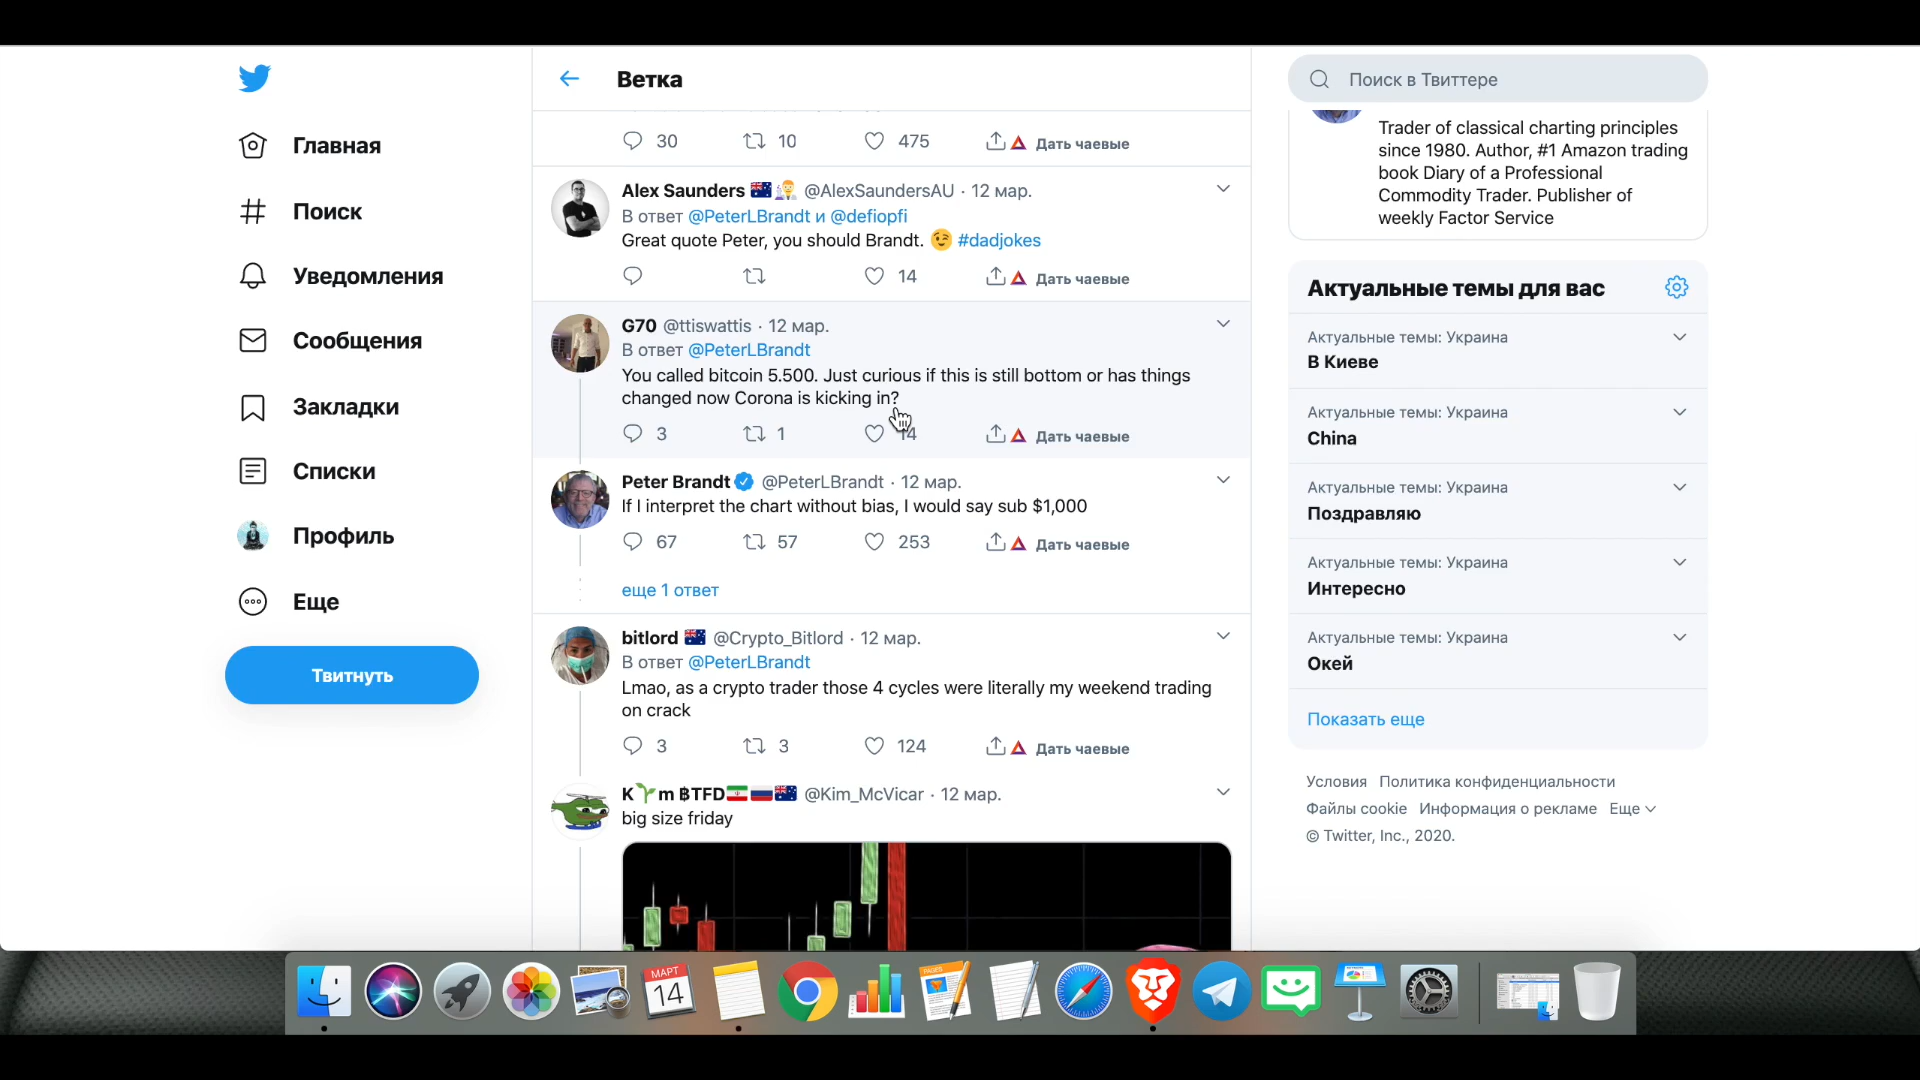 Главная
Поиск
Уведомления
Сообщения
Закладки
Списки
Профиль
Еще
Твитнуть
Ветка
30 10 475 Дать чаевые
Alex Saunders @AlexSaundersAU · 12 мар.
В ответ @PeterLBrandt и @defiopfi
Great quote Peter, you should Brandt. 😉 #dadjokes
14 Дать чаевые
G70 @ttiswattis · 12 мар.
В ответ @PeterLBrandt
You called bitcoin 5.500. Just curious if this is still bottom or has things
changed now Corona is kicking in?
3 1 14 Дать чаевые
Peter Brandt @PeterLBrandt · 12 мар.
If I interpret the chart without bias, I would say sub $1,000
67 57 253 Дать чаевые
еще 1 ответ
bitlord @Crypto_Bitlord · 12 мар.
В ответ @PeterLBrandt
Lmao, as a crypto trader those 4 cycles were literally my weekend trading
on crack
3 3 124 Дать чаевые
K🌱m ₿TFD @Kim_McVicar · 12 мар.
big size friday
Поиск в Твиттере
Trader of classical charting principles
since 1980. Author, #1 Amazon trading
book Diary of a Professional
Commodity Trader. Publisher of
weekly Factor Service
Актуальные темы для вас
Актуальные темы: Украина
В Киеве
Актуальные темы: Украина
China
Актуальные темы: Украина
Поздравляю
Актуальные темы: Украина
Интересно
Актуальные темы: Украина
Окей
Показать еще
Условия Политика конфиденциальности
Файлы cookie Информация о рекламе Еще
© Twitter, Inc., 2020.
МАРТ
14
PAGES